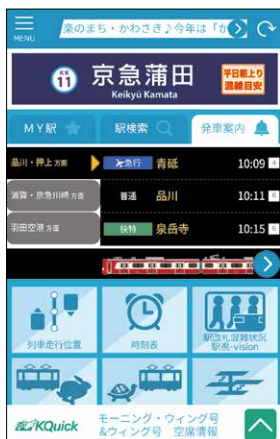 MENU
楽のまち・かわさき♪今年は「か
KK
11
京急蒲田
Keikyū Kamata
平日朝上り
混雑目安
MY駅
駅検索
発車案内
品川・押上方面
急行 青砥 10:09 4
浦賀・京急川崎方面
普通 品川 10:11
羽田空港方面
快特 泉岳寺 10:15
列車走行位置
時刻表
駅改札混雑状況
駅視-vision
KQuick
モーニング・ウィング号
&ウィング号 空席情報